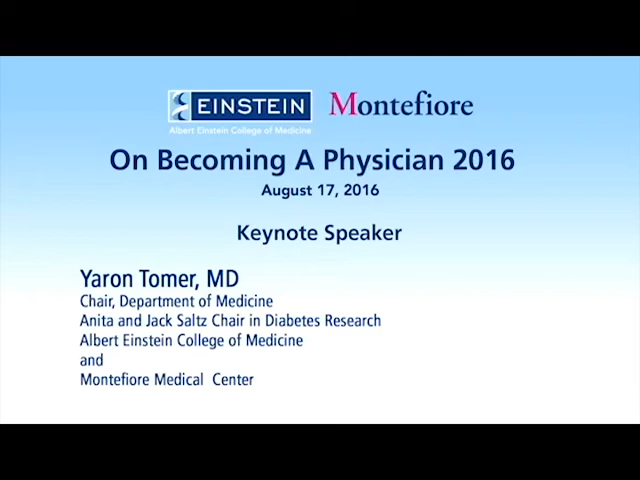 EINSTEIN Montefiore
Albert Einstein College of Medicine
On Becoming A Physician 2016
August 17, 2016
Keynote Speaker
Yaron Tomer, MD
Chair, Department of Medicine
Anita and Jack Saltz Chair in Diabetes Research
Albert Einstein College of Medicine
and
Montefiore Medical Center